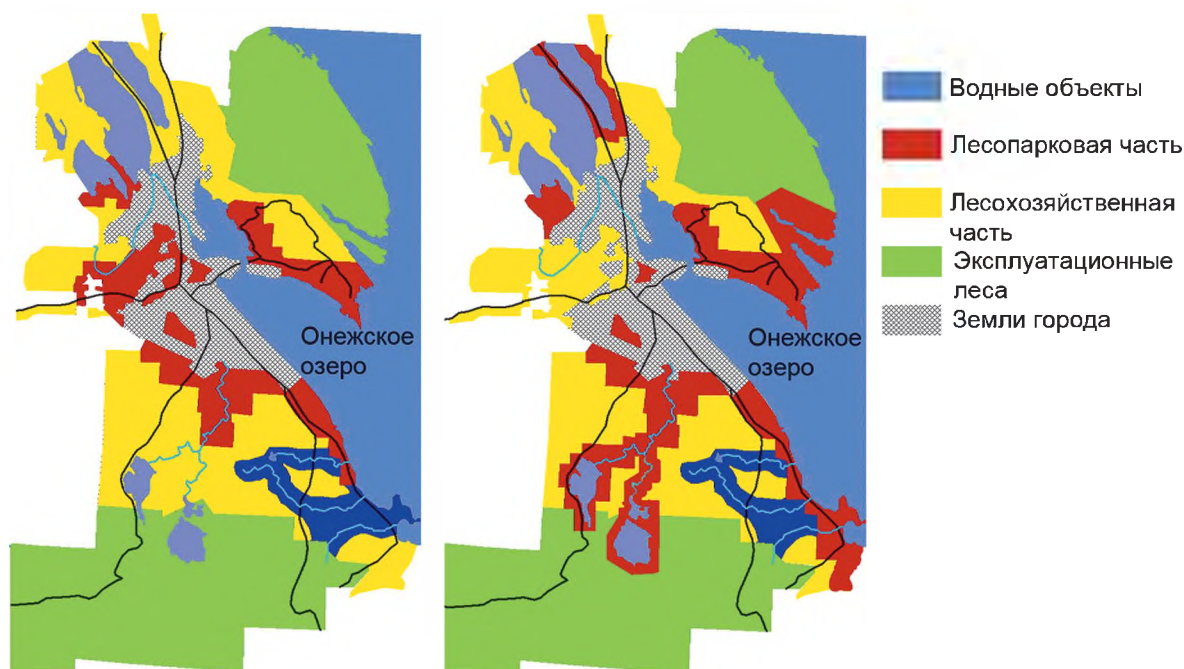 Онежское
озеро
Онежское
озеро
Водные объекты
Лесопарковая часть
Лесохозяйственная
часть
Эксплуатационные
леса
Земли города